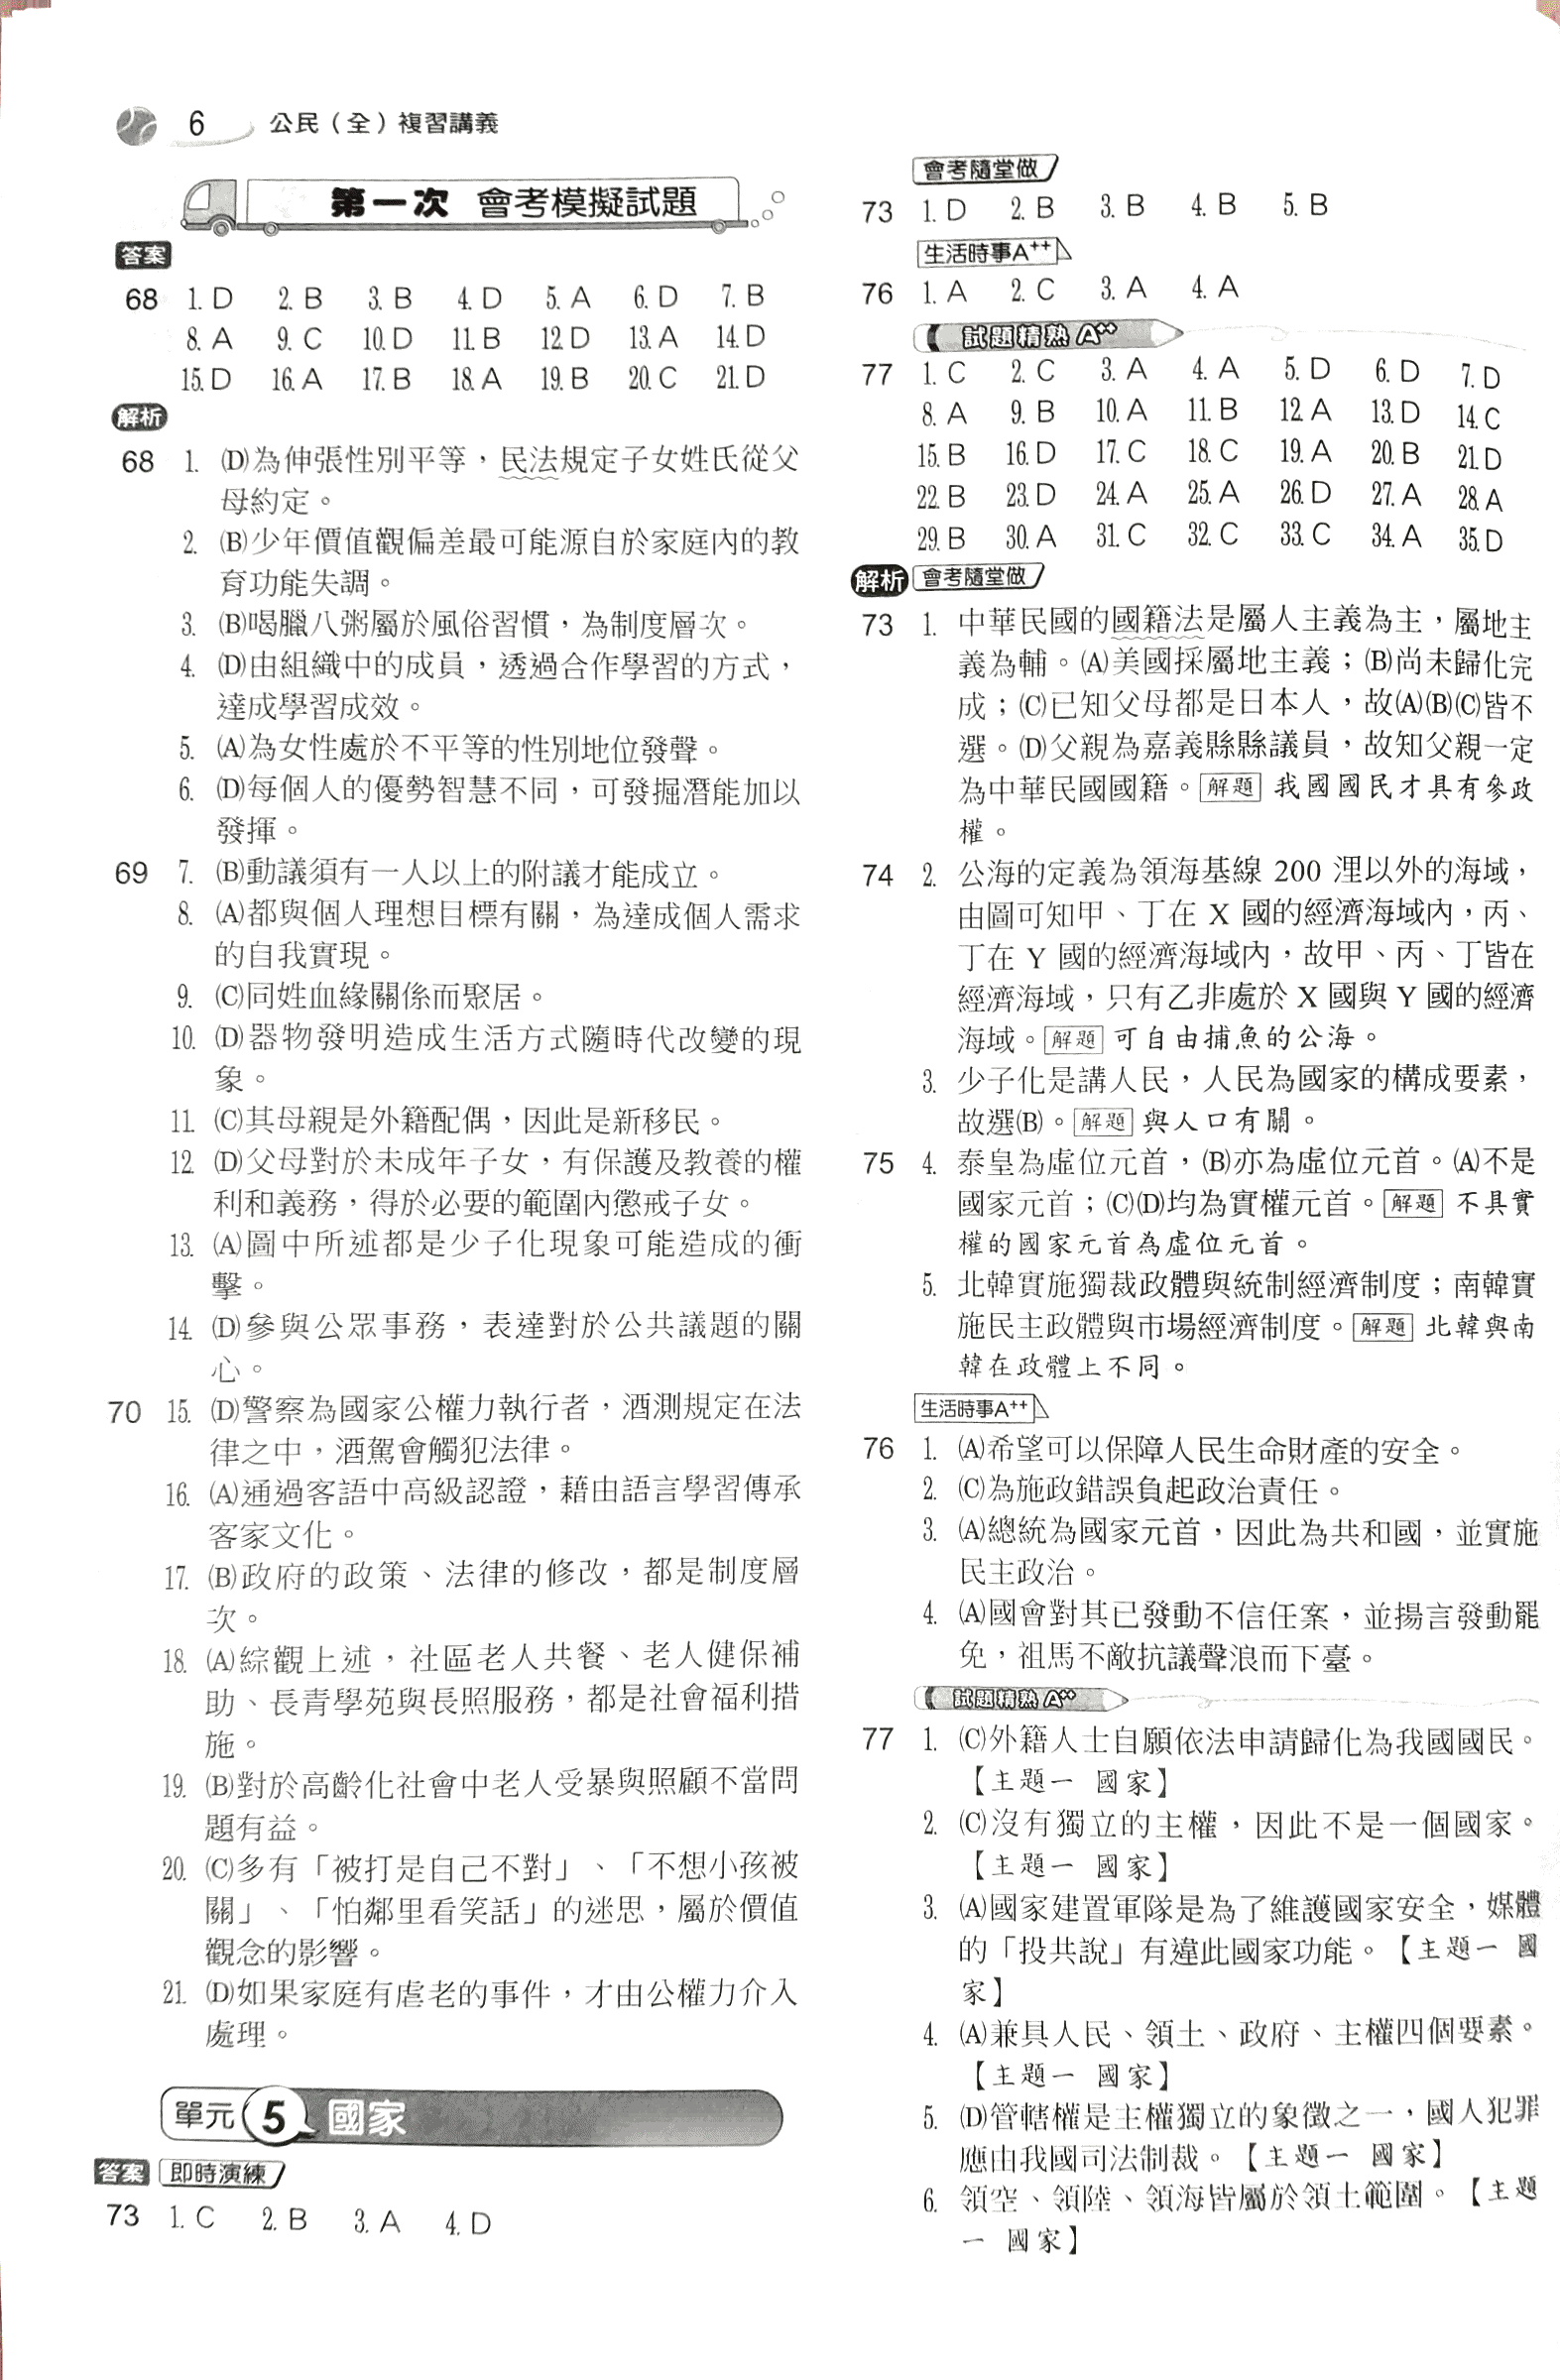 6 公民(全)複習講義
第一次 會考模擬試題
答案
68 1. D 2. B 3. B 4. D 5. A 6. D 7. B
8. A 9. C 10. D 11. B 12. D 13. A 14. D
15. D 16. A 17. B 18. A 19. B 20. C 21. D
解析
68 1. (D)為伸張性別平等，民法規定子女姓氏從父
母約定。
2. (B)少年價值觀偏差最可能源自於家庭內的教
育功能失調。
3. (B)喝臘八粥屬於風俗習慣，為制度層次。
4. (D)由組織中的成員，透過合作學習的方式，
達成學習成效。
5. (A)為女性處於不平等的性別地位發聲。
6. (D)每個人的優勢智慧不同，可發掘潛能加以
發揮。
69 7. (B)動議須有一人以上的附議才能成立。
8. (A)都與個人理想目標有關，為達成個人需求
的自我實現。
9. (C)同姓血緣關係而聚居。
10. (D)器物發明造成生活方式隨時代改變的現
象。
11. (C)其母親是外籍配偶，因此是新移民。
12. (D)父母對於未成年子女，有保護及教養的權
利和義務，得於必要的範圍內懲戒子女。
13. (A)圖中所述都是少子化現象可能造成的衝
擊。
14. (D)參與公眾事務，表達對於公共議題的關
心。
70 15. (D)警察為國家公權力執行者，酒測規定在法
律之中，酒駕會觸犯法律。
16. (A)通過客語中高級認證，藉由語言學習傳承
客家文化。
17. (B)政府的政策、法律的修改，都是制度層
次。
18. (A)綜觀上述，社區老人共餐、老人健保補
助、長青學苑與長照服務，都是社會福利措
施。
19. (B)對於高齡化社會中老人受暴與照顧不當問
題有益。
20. (C)多有「被打是自己不對」、「不想小孩被
關」、「怕鄰里看笑話」的迷思，屬於價值
觀念的影響。
21. (D)如果家庭有虐老的事件，才由公權力介入
處理。
單元 5 國家
答案 即時演練
73 1. C 2. B 3. A 4. D
會考隨堂做
73 1. D 2. B 3. B 4. B 5. B
生活時事A++
76 1. A 2. C 3. A 4. A
試題精熟 A++
77 1. C 2. C 3. A 4. A 5. D 6. D 7. D
8. A 9. B 10. A 11. B 12. A 13. D 14. C
15. B 16. D 17. C 18. C 19. A 20. B 21. D
22. B 23. D 24. A 25. A 26. D 27. A 28. A
29. B 30. A 31. C 32. C 33. C 34. A 35. D
解析 會考隨堂做
73 1. 中華民國的國籍法是屬人主義為主，屬地主
義為輔。(A)美國採屬地主義；(B)尚未歸化完
成；(C)已知父母都是日本人，故(A)(B)(C)皆不
選。(D)父親為嘉義縣縣議員，故知父親一定
為中華民國國籍。解題 我國國民才具有參政
權。
74 2. 公海的定義為領海基線 200 浬以外的海域，
由圖可知甲、丁在 X 國的經濟海域內，丙、
丁在 Y 國的經濟海域內，故甲、丙、丁皆在
經濟海域，只有乙非處於 X 國與 Y 國的經濟
海域。解題 可自由捕魚的公海。
3. 少子化是講人民，人民為國家的構成要素，
故選(B)。解題 與人口有關。
75 4. 泰皇為虛位元首，(B)亦為虛位元首。(A)不是
國家元首；(C)(D)均為實權元首。解題 不具實
權的國家元首為虛位元首。
5. 北韓實施獨裁政體與統制經濟制度；南韓實
施民主政體與市場經濟制度。解題 北韓與南
韓在政體上不同。
生活時事A++
76 1. (A)希望可以保障人民生命財產的安全。
2. (C)為施政錯誤負起政治責任。
3. (A)總統為國家元首，因此為共和國，並實施
民主政治。
4. (A)國會對其已發動不信任案，並揚言發動罷
免，祖馬不敵抗議聲浪而下臺。
試題精熟 A++
77 1. (C)外籍人士自願依法申請歸化為我國國民。
【主題一 國家】
2. (C)沒有獨立的主權，因此不是一個國家。
【主題一 國家】
3. (A)國家建置軍隊是為了維護國家安全，媒體
的「投共說」有違此國家功能。【主題一 國
家】
4. (A)兼具人民、領土、政府、主權四個要素。
【主題一 國家】
5. (D)管轄權是主權獨立的象徵之一，國人犯罪
應由我國司法制裁。【主題一 國家】
6. 領空、領陸、領海皆屬於領土範圍。【主題
一 國家】